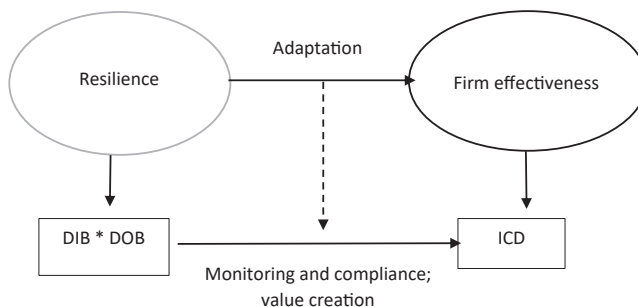 Adaptation
Resilience
Firm effectiveness
DIB * DOB
ICD
Monitoring and compliance;
value creation